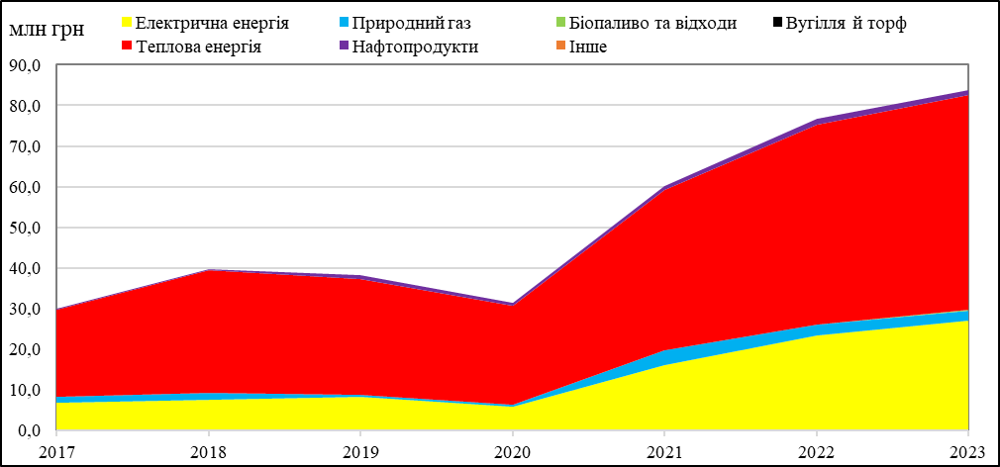 млн грн
Електрична енергія Природний газ Біопаливо та відходи Вугілля й торф
Теплова енергія Нафтопродукти Інше
90,0
80,0
70,0
60,0
50,0
40,0
30,0
20,0
10,0
0,0
2017 2018 2019 2020 2021 2022 2023